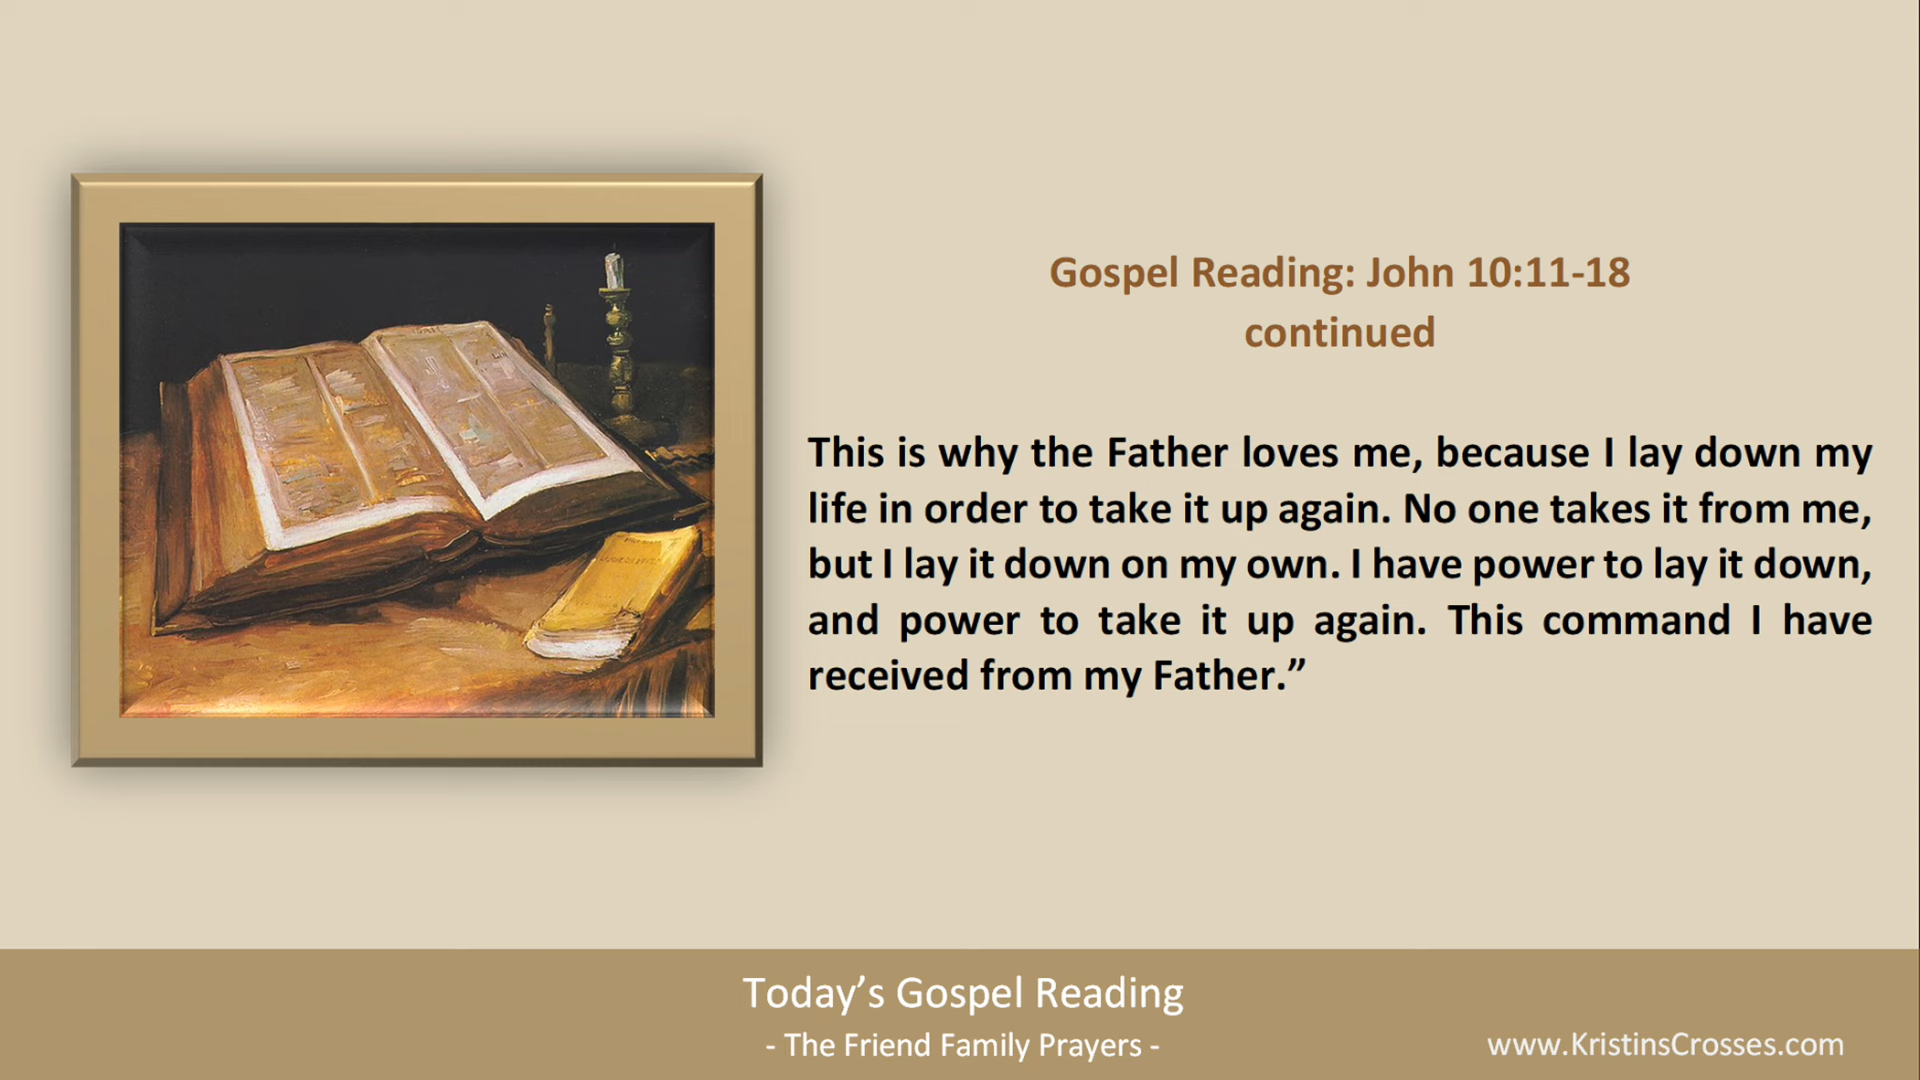 Gospel Reading: John 10:11-18
continued
This is why the Father loves me, because I lay down my
life in order to take it up again. No one takes it from me,
but I lay it down on my own. I have power to lay it down,
and power to take it up again. This command I have
received from my Father.”
Today’s Gospel Reading
- The Friend Family Prayers -
www.KristinsCrosses.com